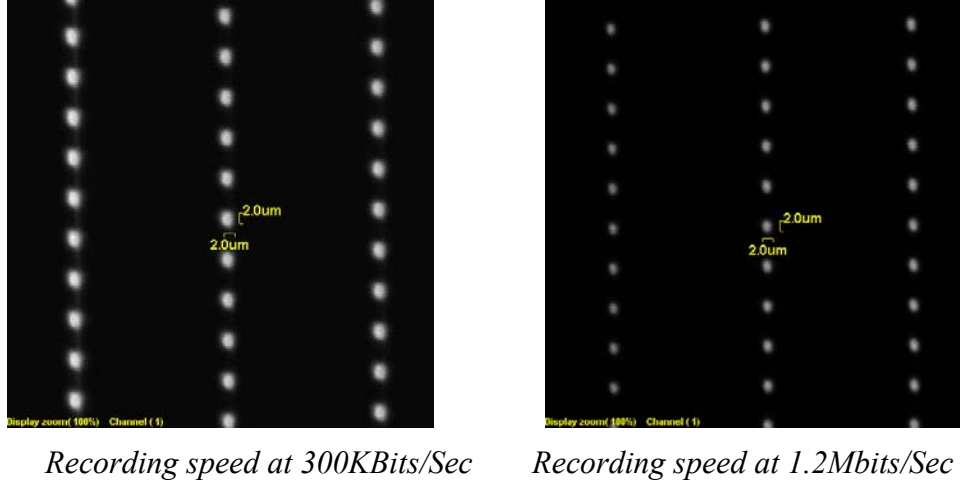 2.0um
2.0um
Display zoom( 100%) Channel ( 1)
2.0um
2.0um
Display zoom( 100%) Channel ( 1)
Recording speed at 300KBits/Sec
Recording speed at 1.2Mbits/Sec